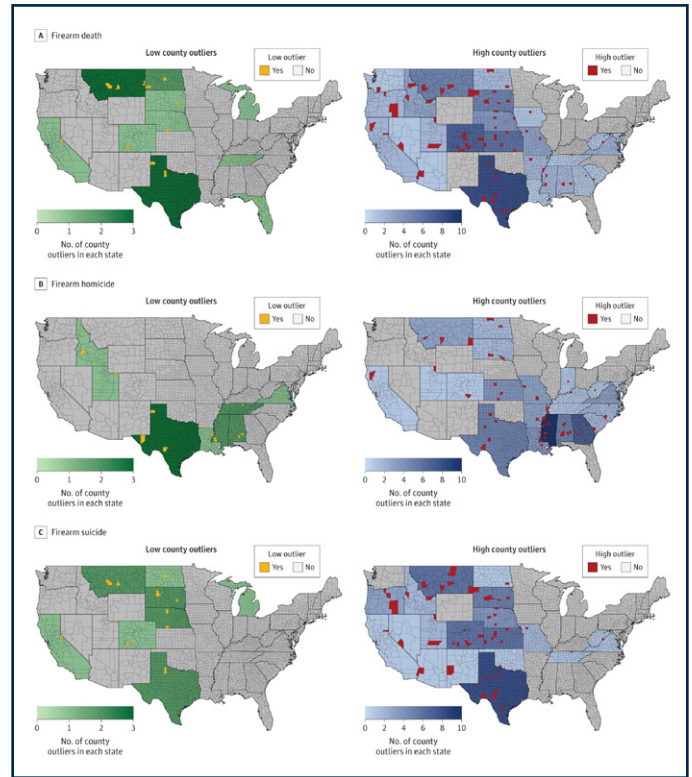 A Firearm death
Low county outliers
Low outlier
Yes No
0 1 2 3
No. of county
outliers in each state
High county outliers
High outlier
Yes No
0 2 4 6 8 10
No. of county
outliers in each state
B Firearm homicide
Low county outliers
Low outlier
Yes No
0 1 2 3
No. of county
outliers in each state
High county outliers
High outlier
Yes No
0 2 4 6 8 10
No. of county
outliers in each state
C Firearm suicide
Low county outliers
Low outlier
Yes No
0 1 2 3
No. of county
outliers in each state
High county outliers
High outlier
Yes No
0 2 4 6 8 10
No. of county
outliers in each state